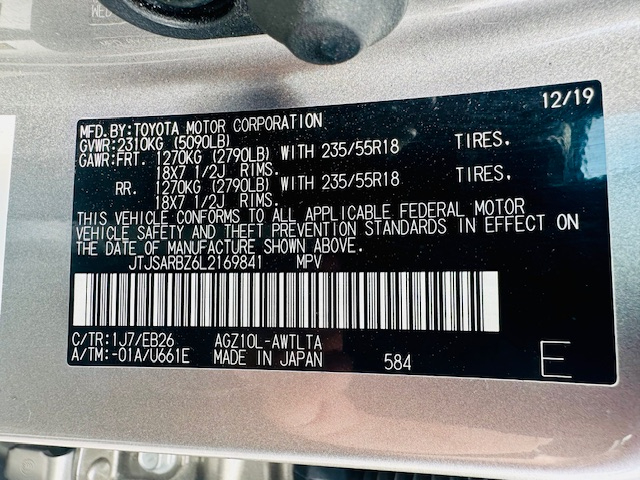 12/19
MFD.BY:TOYOTA MOTOR CORPORATION
GVWR:2310KG (5090LB)
GAWR:FRT. 1270KG (2790LB) WITH 235/55R18 TIRES,
18X7 1/2J RIMS.
RR. 1270KG (2790LB) WITH 235/55R18 TIRES,
18X7 1/2J RIMS.
THIS VEHICLE CONFORMS TO ALL APPLICABLE FEDERAL MOTOR
VEHICLE SAFETY AND THEFT PREVENTION STANDARDS IN EFFECT ON
THE DATE OF MANUFACTURE SHOWN ABOVE.
JTJSARBZ6L2169841 MPV
C/TR:1J7/EB26 AGZ10L-AWTLTA
A/TM:-01A/U661E MADE IN JAPAN 584 E